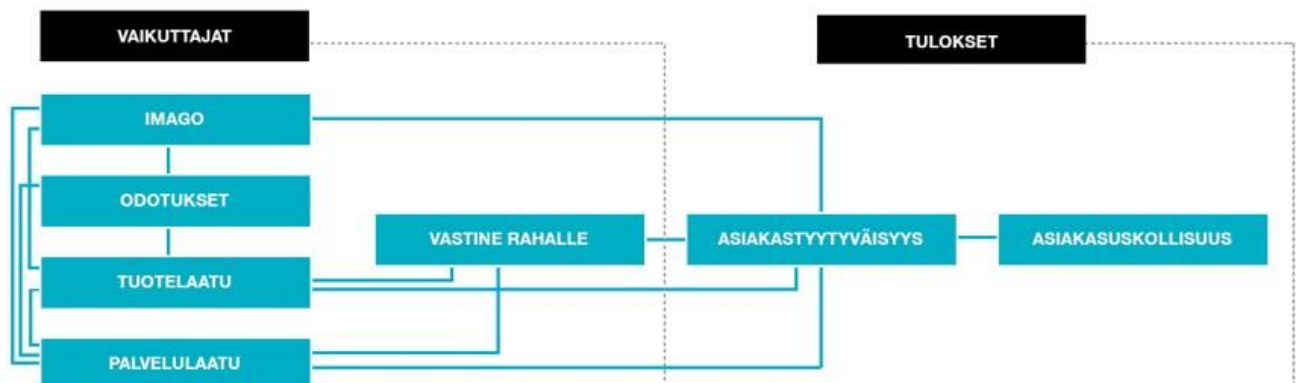 VAIKUTTAJAT
TULOKSET
IMAGO
ODOTUKSET
VASTINE RAHALLE
ASIAKASTYYTYVÄISYYS
ASIAKASUSKOLLISUUS
TUOTELAATU
PALVELULAATU